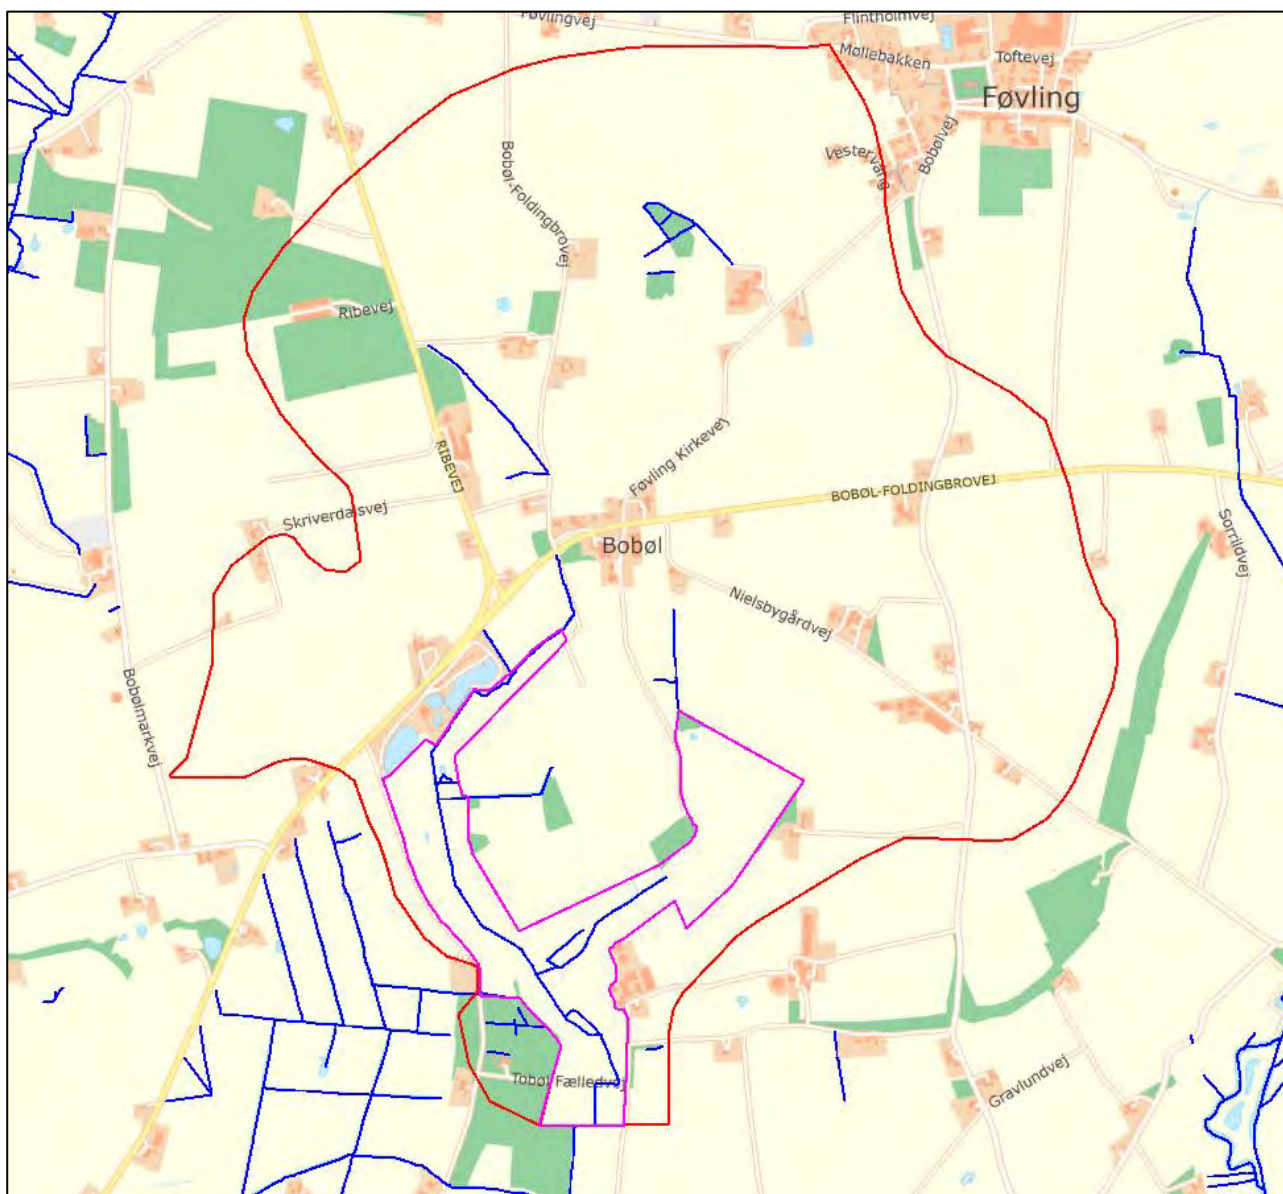 Føvlingvej
Flintholmvej
Møllebakken
Toftevej
Føvling
Bobølvej
Vestervang
Bobøl-Foldingbrovej
Ribevej
Føvling Kirkevej
RIBEVEJ
BOBØL-FOLDINGBROVEJ
Skriverdalsvej
Sorrildvej
Bobøl
Nielsbygårdvej
Bobølmarkvej
Tobøl Fælledvej
Gravlundvej